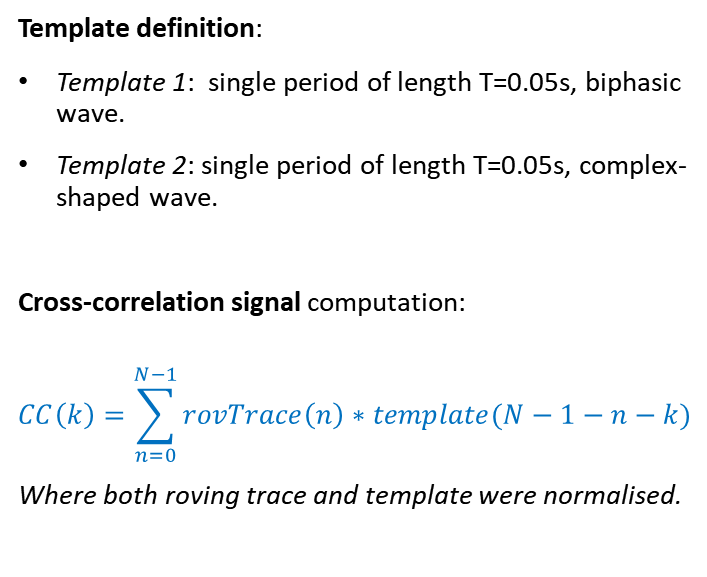 Template definition:
• Template 1: single period of length T=0.05s, biphasic
wave.
• Template 2: single period of length T=0.05s, complex-
shaped wave.
Cross-correlation signal computation:
N−1
CC(k) = ∑ rovTrace(n) ∗ template(N − 1 − n − k)
n=0
Where both roving trace and template were normalised.